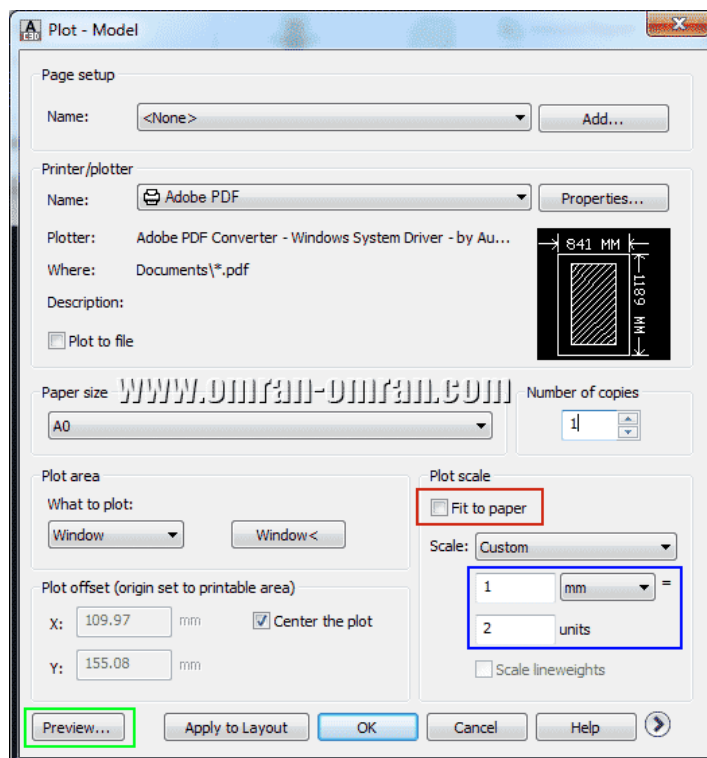 Plot - Model
Page setup
Name: <None> Add...
Printer/plotter
Name: Adobe PDF Properties...
Plotter: Adobe PDF Converter - Windows System Driver - by Au...
Where: Documents\*.pdf
Description:
Plot to file
841 MM
1189 MM
www.omran-omran.com
Paper size
A0
Number of copies
1
Plot area
What to plot:
Window Window<
Plot scale
Fit to paper
Scale: Custom
1 mm =
2 units
Scale lineweights
Plot offset (origin set to printable area)
X: 109.97 mm Center the plot
Y: 155.08 mm
Preview... Apply to Layout OK Cancel Help